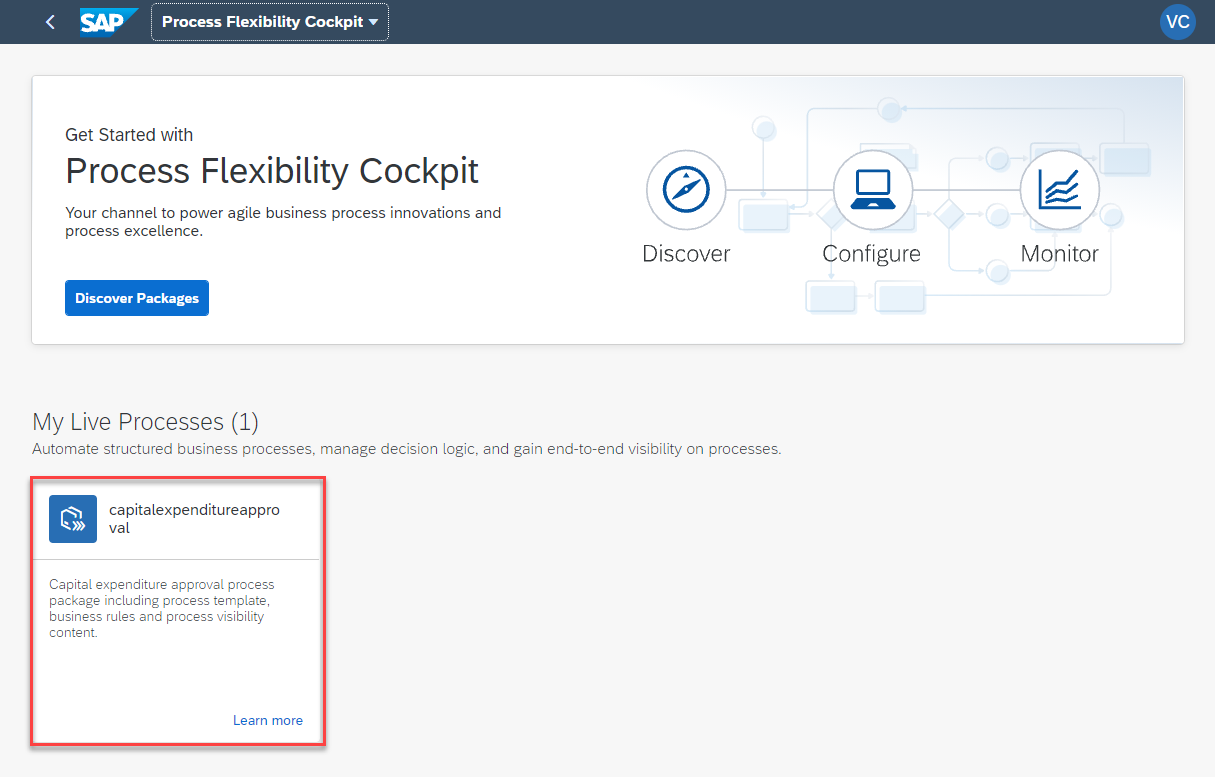 SAP
Process Flexibility Cockpit
VC
Get Started with
Process Flexibility Cockpit
Your channel to power agile business process innovations and
process excellence.
Discover Packages
Discover
Configure
Monitor
My Live Processes (1)
Automate structured business processes, manage decision logic, and gain end-to-end visibility on processes.
capitalexpenditureappro
val
Capital expenditure approval process
package including process template,
business rules and process visibility
content.
Learn more